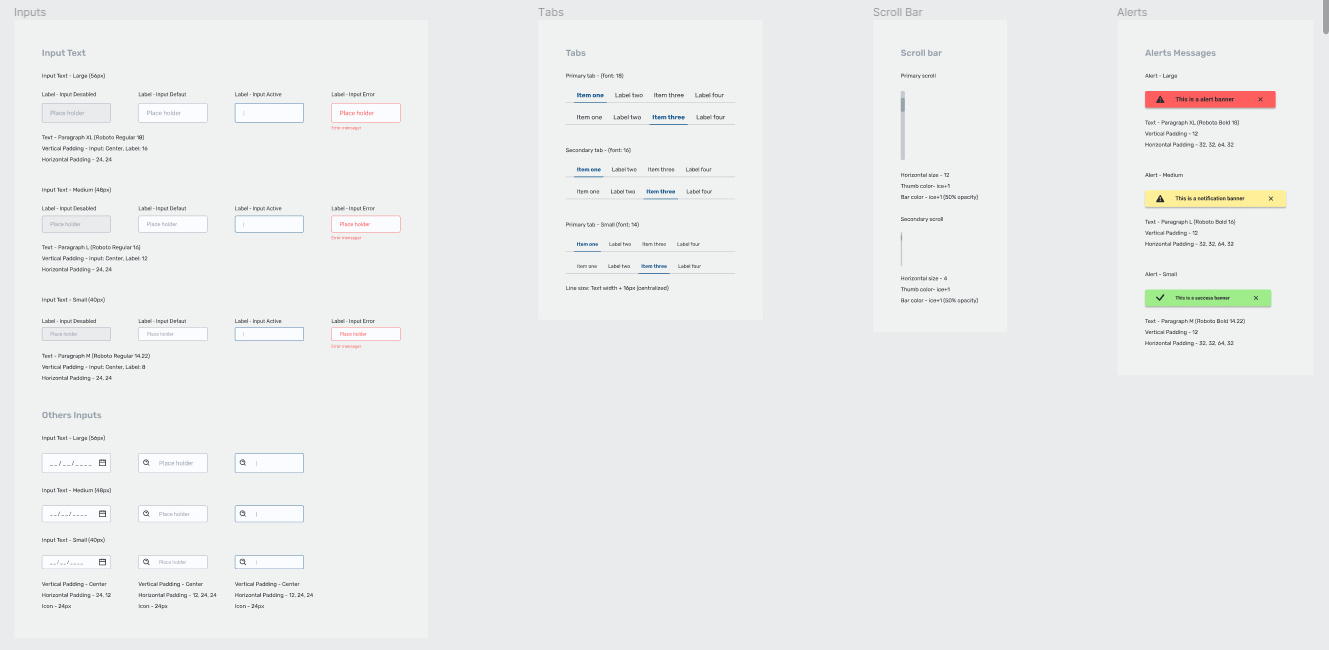 Inputs
Input Text
Input Text - Large (56px)
Label - Input Desabled
Label - Input Defaut
Label - Input Active
Label - Input Error
Place holder
Place holder
|
Place holder
Error mensager
Text - Paragraph XL (Roboto Regular 18)
Vertical Padding - Input: Center, Label: 16
Horizontal Padding - 24, 24
Input Text - Medium (48px)
Label - Input Desabled
Label - Input Defaut
Label - Input Active
Label - Input Error
Place holder
Place holder
|
Place holder
Error mensager
Text - Paragraph L (Roboto Regular 16)
Vertical Padding - Input: Center, Label: 12
Horizontal Padding - 24, 24
Input Text - Small (40px)
Label - Input Desabled
Label - Input Defaut
Label - Input Active
Label - Input Error
Place holder
Place holder
|
Place holder
Error mensager
Text - Paragraph M (Roboto Regular 14.22)
Vertical Padding - Input: Center, Label: 8
Horizontal Padding - 24, 24
Others Inputs
Input Text - Large (56px)
__/__/____
Place holder
|
Input Text - Medium (48px)
__/__/____
Place holder
|
Input Text - Small (40px)
__/__/____
Place holder
|
Vertical Padding - Center
Horizontal Padding - 24, 12
Icon - 24px
Vertical Padding - Center
Horizontal Padding - 12, 24, 24
Icon - 24px
Vertical Padding - Center
Horizontal Padding - 12, 24, 24
Icon - 24px
Tabs
Tabs
Primary tab - (font: 18)
Item one Label two Item three Label four
Item one Label two Item three Label four
Secondary tab - (font: 16)
Item one Label two Item three Label four
Item one Label two Item three Label four
Primary tab - Small (font: 14)
Item one Label two Item three Label four
Item one Label two Item three Label four
Line size: Text width + 16px (centralized)
Scroll Bar
Scroll bar
Primary scroll
Horizontal size - 12
Thumb color- ice+1
Bar color - ice+1 (50% opacity)
Secondary scroll
Horizontal size - 4
Thumb color- ice+1
Bar color - ice+1 (50% opacity)
Alerts
Alerts Messages
Alert - Large
This is a alert banner
Text - Paragraph XL (Roboto Bold 18)
Vertical Padding - 12
Horizontal Padding - 32, 32, 64, 32
Alert - Medium
This is a notification banner
Text - Paragraph L (Roboto Bold 16)
Vertical Padding - 12
Horizontal Padding - 32, 32, 64, 32
Alert - Small
This is a success banner
Text - Paragraph M (Roboto Bold 14.22)
Vertical Padding - 12
Horizontal Padding - 32, 32, 64, 32